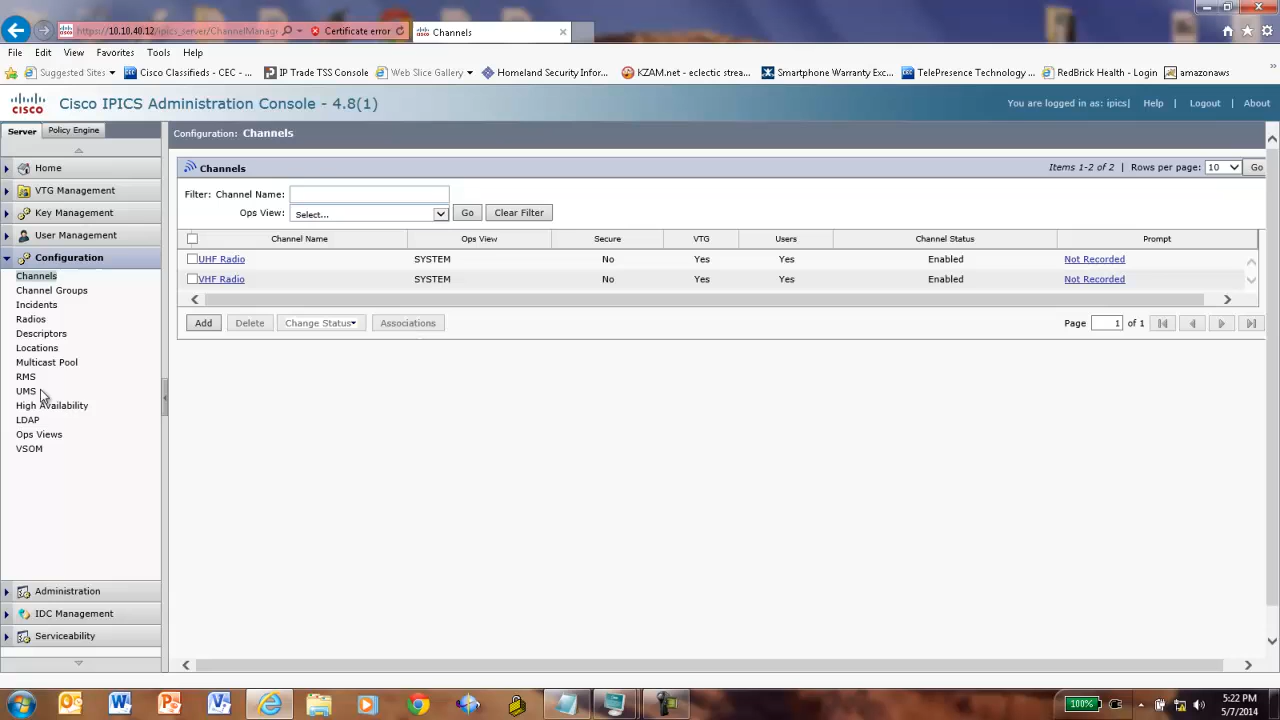 https://10.10.40.12/ipics_server/ChannelManag Certificate error Channels
File Edit View Favorites Tools Help
Suggested Sites Cisco Classifieds - CEC - ... IP Trade TSS Console Web Slice Gallery Homeland Security Infor... KZAM.net - eclectic strea... Smartphone Warranty Exc... TelePresence Technology ... RedBrick Health - Login amazonaws
CISCO Cisco IPICS Administration Console - 4.8(1) You are logged in as: ipics| Help Logout About
Server Policy Engine
Configuration: Channels
Home
VTG Management
Key Management
User Management
Configuration
Channels
Channel Groups
Incidents
Radios
Descriptors
Locations
Multicast Pool
RMS
UMS
High Availability
LDAP
Ops Views
VSOM
Administration
IDC Management
Serviceability
Channels Items 1-2 of 2 | Rows per page: 10 Go
Filter: Channel Name:
Ops View: Select... Go Clear Filter
Channel Name Ops View Secure VTG Users Channel Status Prompt
UHF Radio SYSTEM No Yes Yes Enabled Not Recorded
VHF Radio SYSTEM No Yes Yes Enabled Not Recorded
Add Delete Change Status Associations Page 1 of 1
100% 5:22 PM
5/7/2014